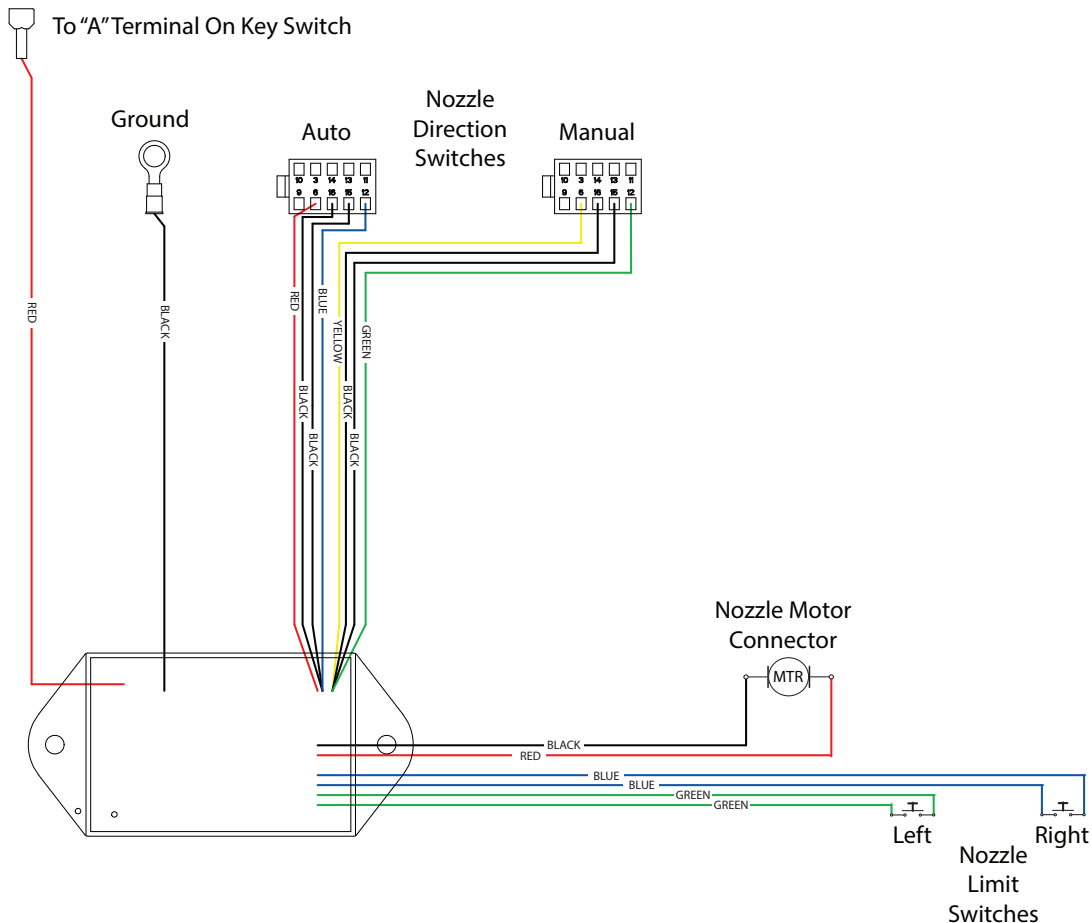 To “A” Terminal On Key Switch
Ground
Auto
Nozzle
Direction
Switches
Manual
10 3 14 13 11
9 6 16 15 12
10 3 14 13 11
9 6 16 15 12
RED
BLACK
RED
BLUE
YELLOW
GREEN
BLACK
BLACK
BLACK
BLACK
Nozzle Motor
Connector
MTR
BLACK
RED
BLUE
BLUE
GREEN
GREEN
Left
Right
Nozzle
Limit
Switches